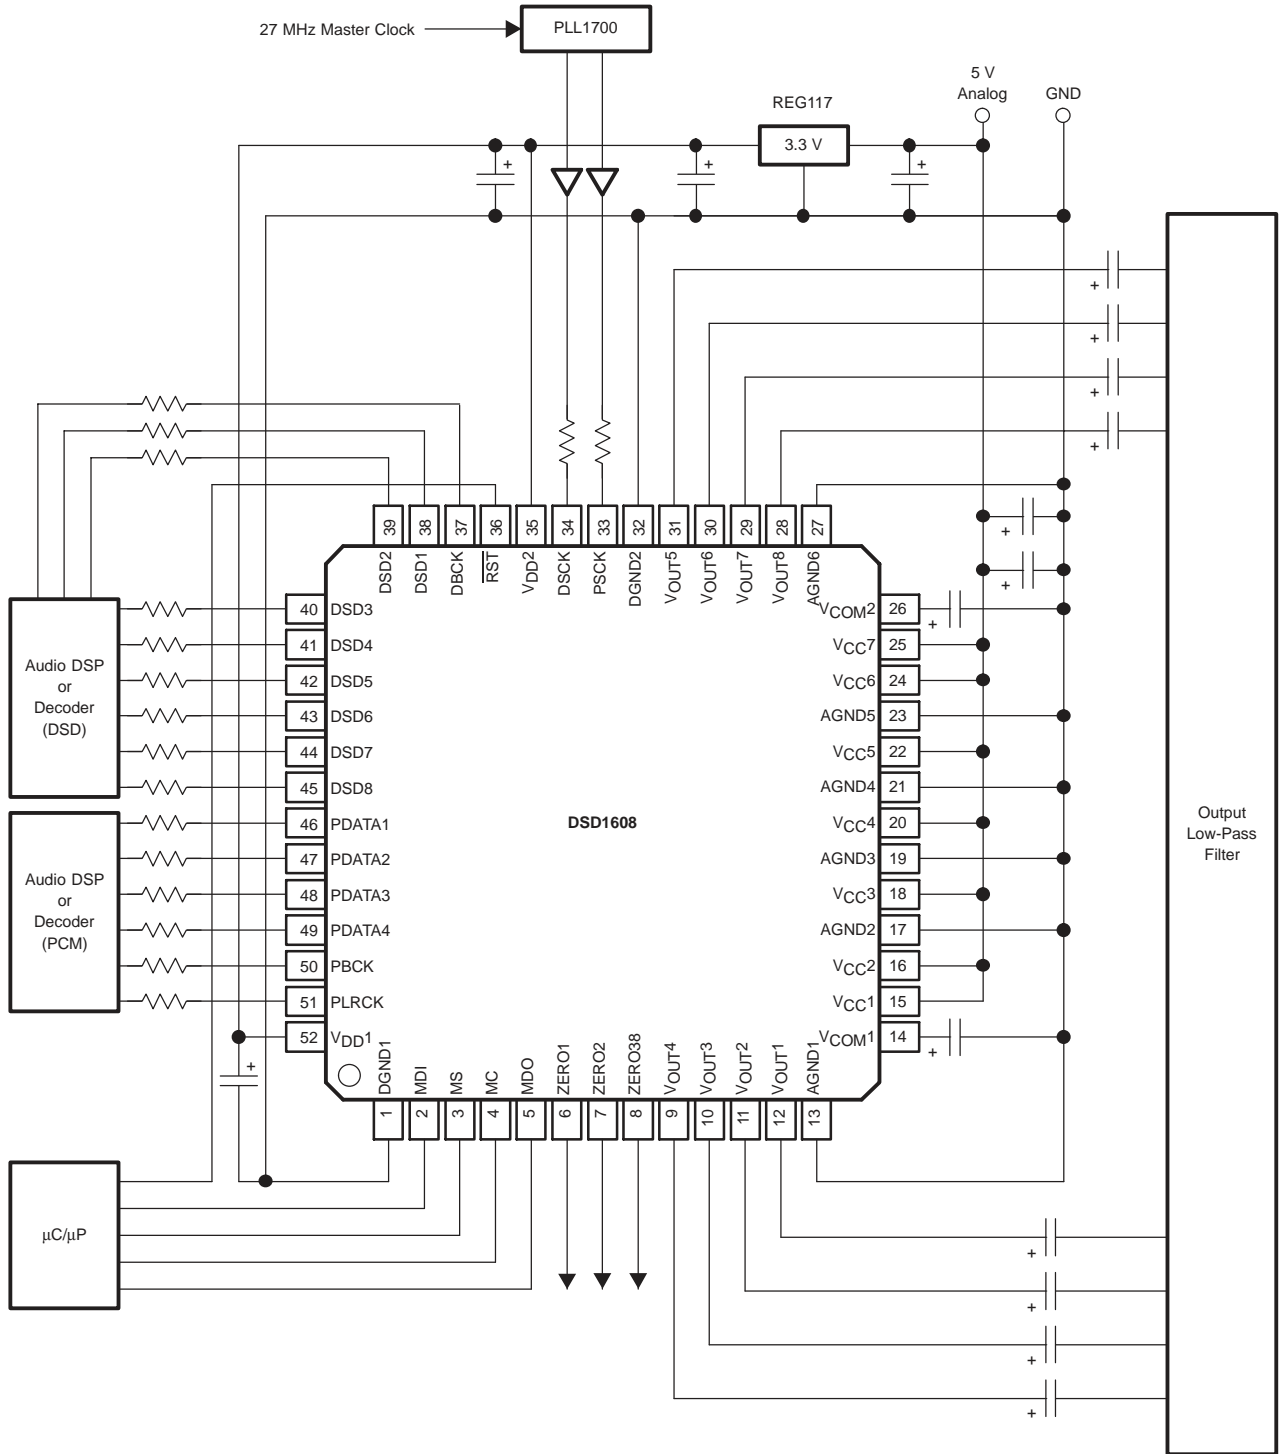 27 MHz Master Clock
PLL1700
5 V
Analog
GND
REG117
3.3 V
+
+
+
+
+
+
+
39
38
37
36
35
34
33
32
31
30
29
28
27
DSD2
DSD1
DBCK
RST
VDD2
DSCK
PSCK
DGND2
VOUT5
VOUT6
VOUT7
VOUT8
AGND6
+
+
Audio DSP
or
Decoder
(DSD)
40 DSD3
41 DSD4
42 DSD5
43 DSD6
44 DSD7
45 DSD8
Audio DSP
or
Decoder
(PCM)
46 PDATA1
47 PDATA2
48 PDATA3
49 PDATA4
50 PBCK
51 PLRCK
52 VDD1
+
DSD1608
VCOM2 26
+
VCC7 25
VCC6 24
AGND5 23
VCC5 22
AGND4 21
VCC4 20
AGND3 19
VCC3 18
AGND2 17
VCC2 16
VCC1 15
VCOM1 14
+
Output
Low-Pass
Filter
DGND1
MDI
MS
MC
MDO
ZERO1
ZERO2
ZERO38
VOUT4
VOUT3
VOUT2
VOUT1
AGND1
1
2
3
4
5
6
7
8
9
10
11
12
13
μC/μP
+
+
+
+